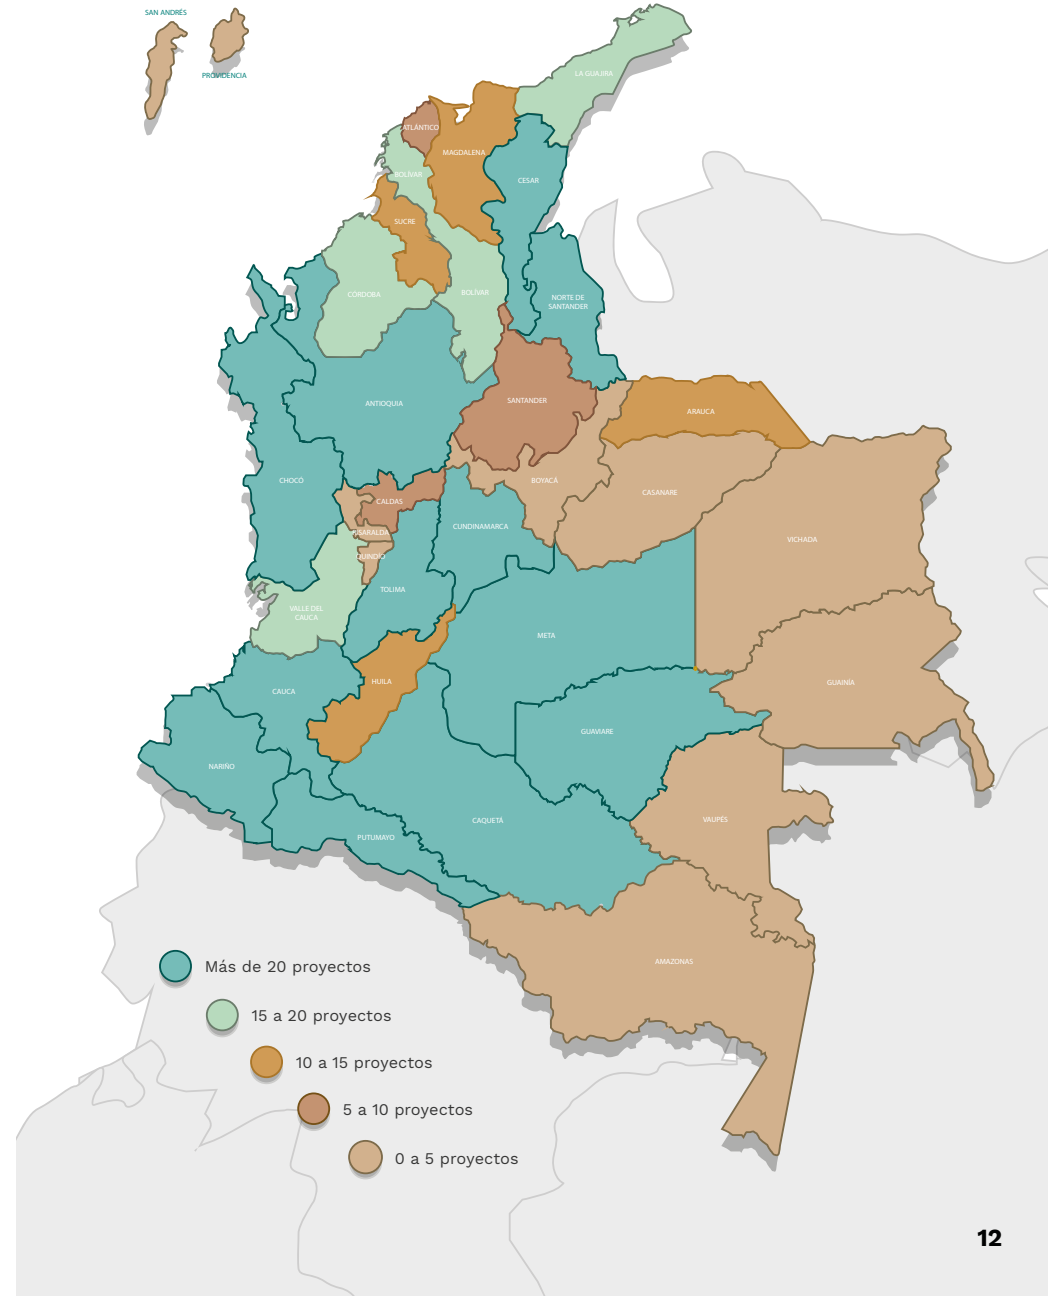 SAN ANDRÉS
PROVIDENCIA
LA GUAJIRA
ATLÁNTICO
MAGDALENA
BOLÍVAR
CESAR
SUCRE
CÓRDOBA
BOLÍVAR
NORTE DE
SANTANDER
ANTIOQUIA
SANTANDER
ARAUCA
CHOCÓ
BOYACÁ
CASANARE
CALDAS
CUNDINAMARCA
RISARALDA
VICHADA
QUINDÍO
TOLIMA
VALLE DEL
CAUCA
META
HUILA
GUAINÍA
CAUCA
GUAVIARE
NARIÑO
CAQUETÁ
VAUPÉS
PUTUMAYO
AMAZONAS
Más de 20 proyectos
15 a 20 proyectos
10 a 15 proyectos
5 a 10 proyectos
0 a 5 proyectos
12